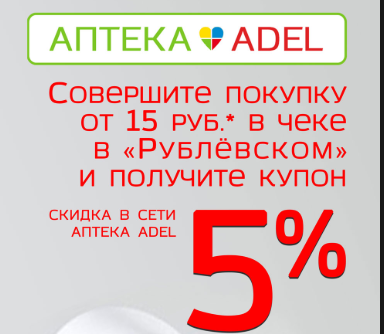 АПТЕКА ADEL
Совершите покупку
от 15 руб.* в чеке
в «Рублёвском»
и получите купон
скидка в сети
аптека ADEL
5%